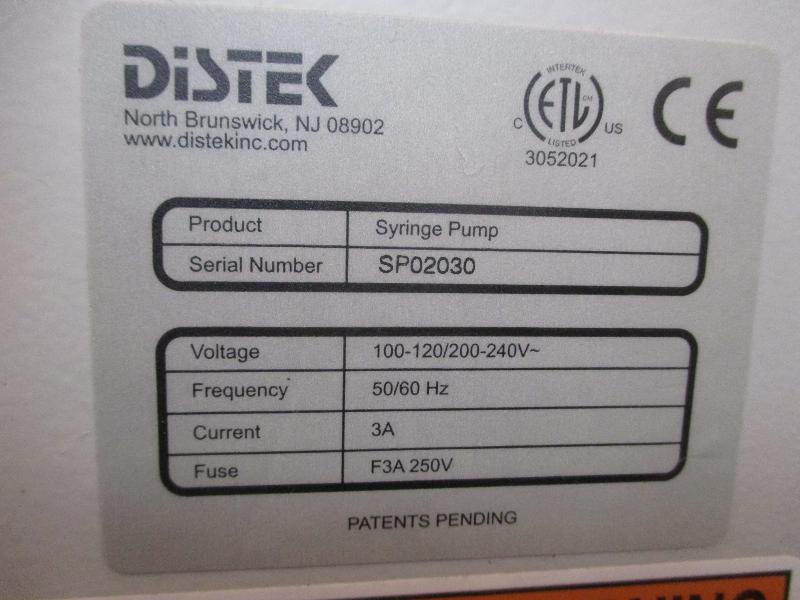 DiSTEK
North Brunswick, NJ 08902
www.distekinc.com
INTERTEK
C ETL CM US
LISTED
3052021
CE
Product Syringe Pump
Serial Number SP02030
Voltage 100-120/200-240V~
Frequency 50/60 Hz
Current 3A
Fuse F3A 250V
PATENTS PENDING